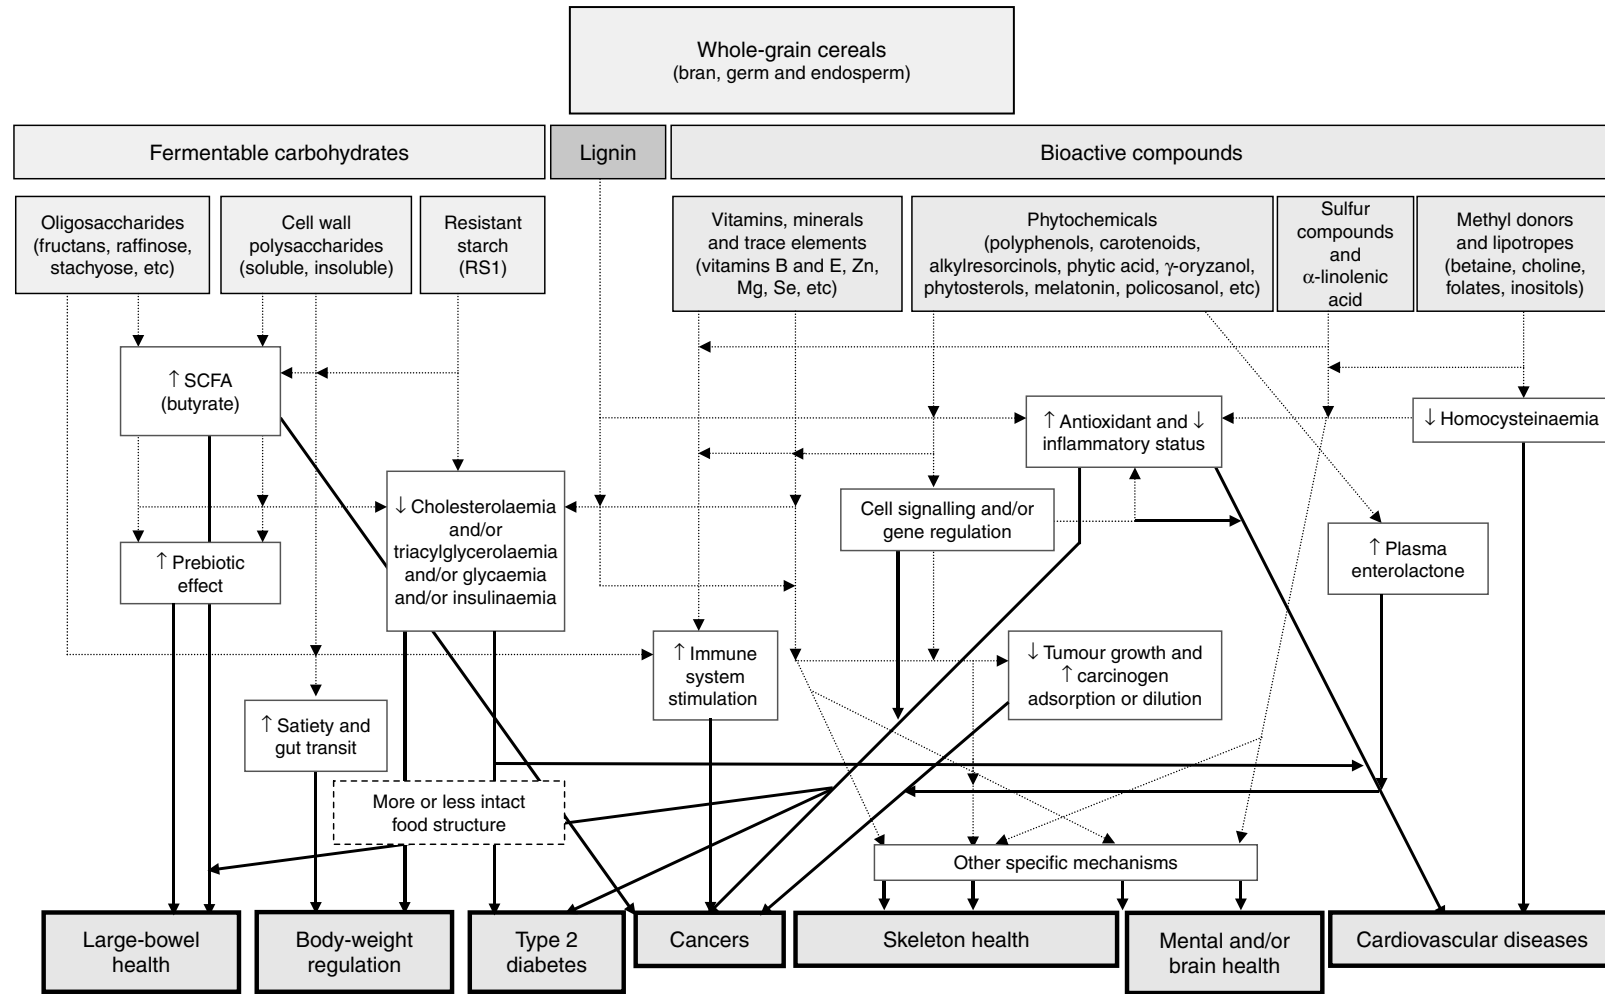 Whole-grain cereals
(bran, germ and endosperm)
Fermentable carbohydrates
Lignin
Bioactive compounds
Oligosaccharides
(fructans, raffinose,
stachyose, etc)
Cell wall
polysaccharides
(soluble, insoluble)
Resistant
starch
(RS1)
Vitamins, minerals
and trace elements
(vitamins B and E, Zn,
Mg, Se, etc)
Phytochemicals
(polyphenols, carotenoids,
alkylresorcinols, phytic acid, γ-oryzanol,
phytosterols, melatonin, policosanol, etc)
Sulfur
compounds
and
α-linolenic
acid
Methyl donors
and lipotropes
(betaine, choline,
folates, inositols)
↑ SCFA
(butyrate)
↑ Antioxidant and ↓
inflammatory status
↓ Homocysteinaemia
↓ Cholesterolaemia
and/or
triacylglycerolaemia
and/or glycaemia
and/or insulinaemia
Cell signalling and/or
gene regulation
↑ Prebiotic
effect
↑ Plasma
enterolactone
↑ Immune
system
stimulation
↓ Tumour growth and
↑ carcinogen
adsorption or dilution
↑ Satiety and
gut transit
More or less intact
food structure
Other specific mechanisms
Large-bowel
health
Body-weight
regulation
Type 2
diabetes
Cancers
Skeleton health
Mental and/or
brain health
Cardiovascular diseases